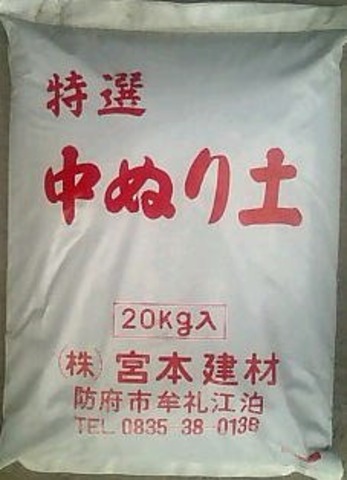 特選
中ぬり土
20Kg入
(株) 宮本建材
防府市牟礼江泊
TEL 0835-38-0138